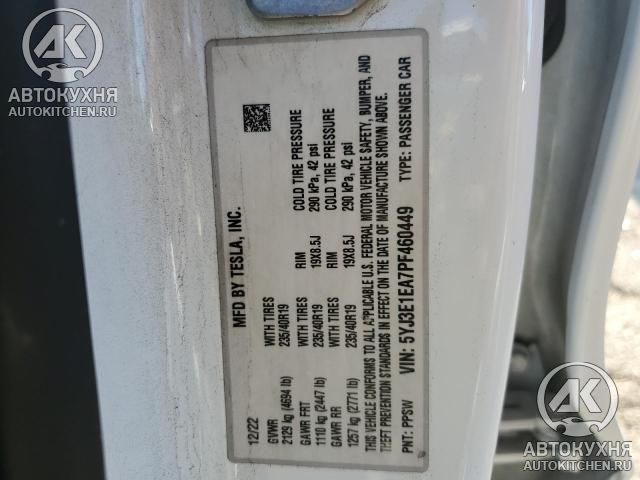 AK
АВТОКУХНЯ
AUTOKITCHEN.RU
MFD BY TESLA, INC.
12/22
GVWR
2129 kg (4694 lb)
GAWR FRT
1110 kg (2447 lb)
GAWR RR
1257 kg (2771 lb)
WITH TIRES
235/40R19
WITH TIRES
235/40R19
WITH TIRES
235/40R19
RIM
19X8.5J
RIM
19X8.5J
COLD TIRE PRESSURE
290 kPa, 42 psi
COLD TIRE PRESSURE
290 kPa, 42 psi
THIS VEHICLE CONFORMS TO ALL APPLICABLE U.S. FEDERAL MOTOR VEHICLE SAFETY, BUMPER, AND
THEFT PREVENTION STANDARDS IN EFFECT ON THE DATE OF MANUFACTURE SHOWN ABOVE.
PNT: PPSW
VIN: 5YJ3E1EA7PF460449
TYPE: PASSENGER CAR
AK
АВТОКУХНЯ
AUTOKITCHEN.RU